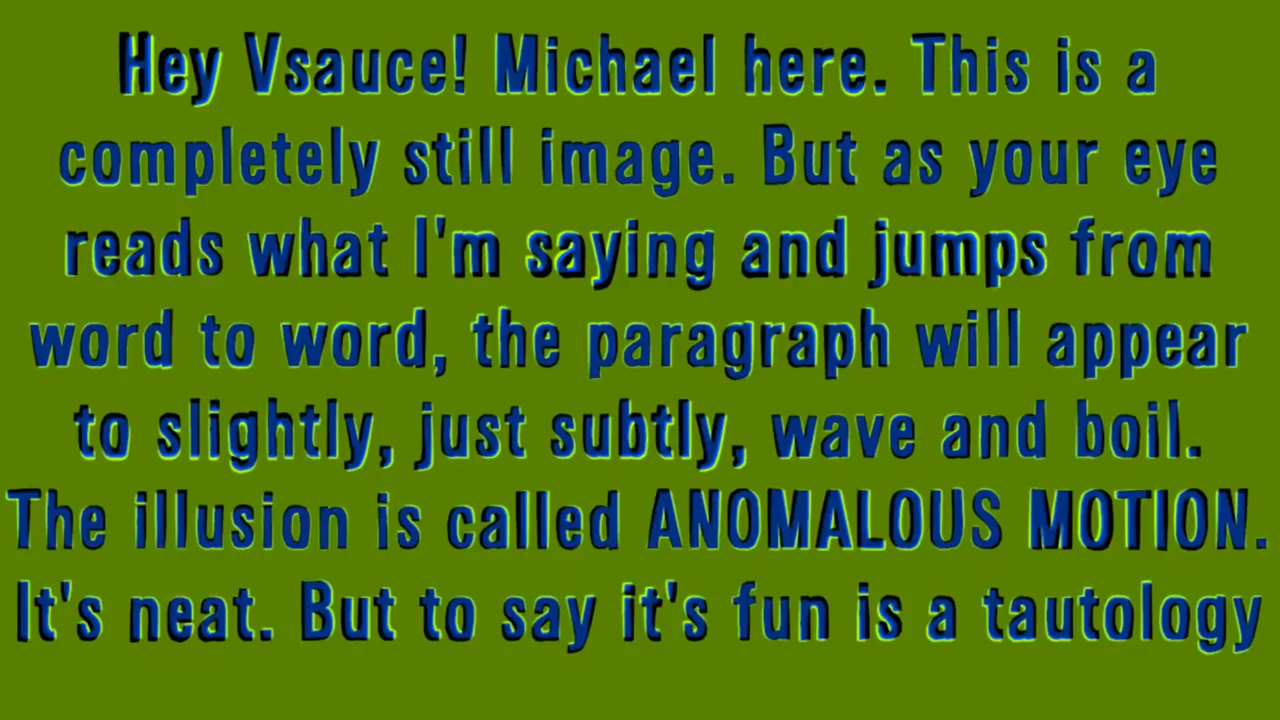 Hey Vsauce! Michael here. This is a
completely still image. But as your eye
reads what I'm saying and jumps from
word to word, the paragraph will appear
to slightly, just subtly, wave and boil.
The illusion is called ANOMALOUS MOTION.
It's neat. But to say it's fun is a tautology